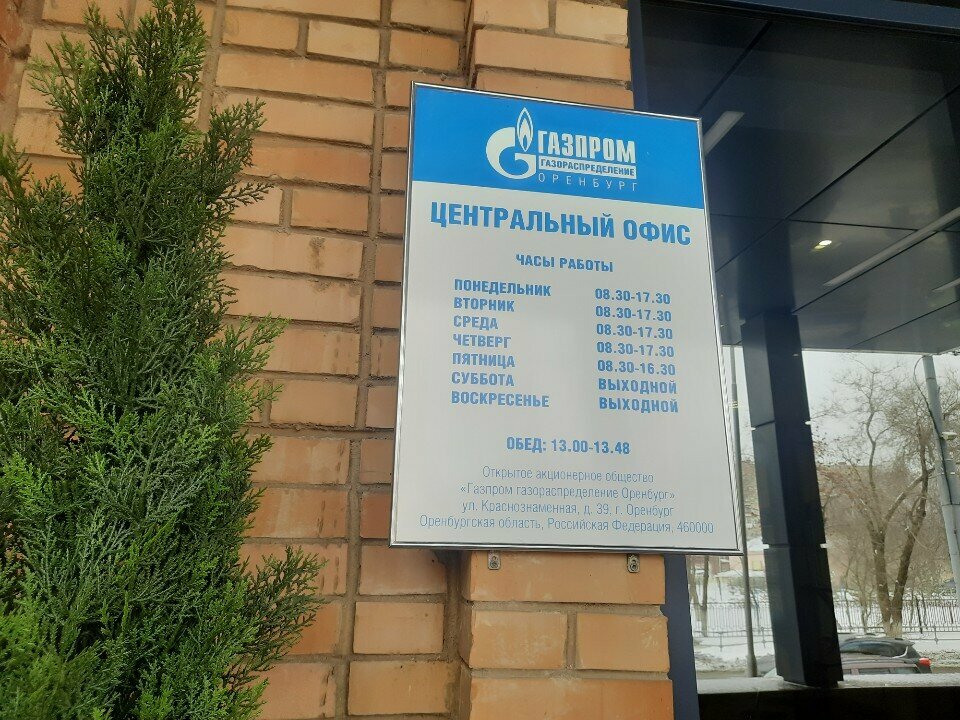 ГАЗПРОМ
ГАЗОРАСПРЕДЕЛЕНИЕ
ОРЕНБУРГ
ЦЕНТРАЛЬНЫЙ ОФИС
ЧАСЫ РАБОТЫ
ПОНЕДЕЛЬНИК 08.30-17.30
ВТОРНИК 08.30-17.30
СРЕДА 08.30-17.30
ЧЕТВЕРГ 08.30-17.30
ПЯТНИЦА 08.30-16.30
СУББОТА ВЫХОДНОЙ
ВОСКРЕСЕНЬЕ ВЫХОДНОЙ
ОБЕД: 13.00-13.48
Открытое акционерное общество
«Газпром газораспределение Оренбург»
ул. Краснознаменная, д. 39, г. Оренбург
Оренбургская область, Российская Федерация, 460000